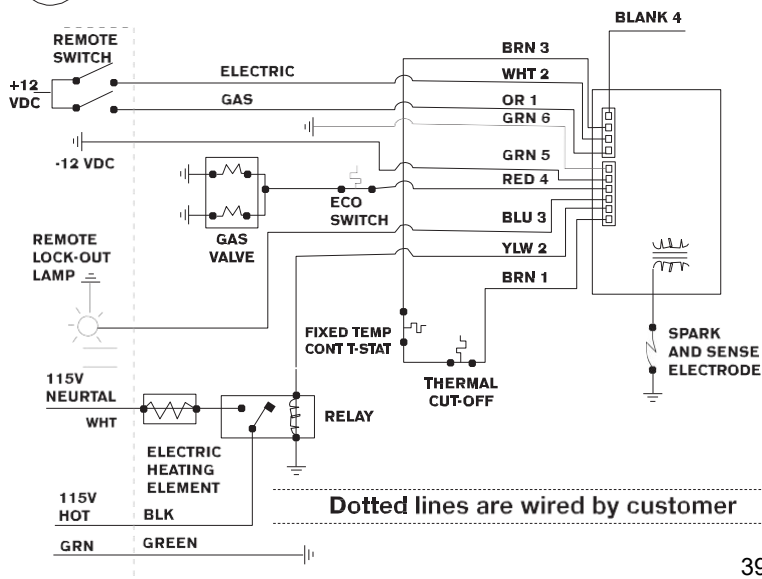 BLANK 4
REMOTE
SWITCH
BRN 3
ELECTRIC
WHT 2
+12
VDC
GAS
OR 1
GRN 6
-12 VDC
GRN 5
RED 4
ECO
SWITCH
BLU 3
GAS
VALVE
REMOTE
LOCK-OUT
LAMP
YLW 2
BRN 1
FIXED TEMP
CONT T-STAT
SPARK
AND SENSE
ELECTRODE
THERMAL
CUT-OFF
115V
NEURTAL
WHT
RELAY
ELECTRIC
HEATING
ELEMENT
115V
HOT
BLK
Dotted lines are wired by customer
GRN
GREEN
39